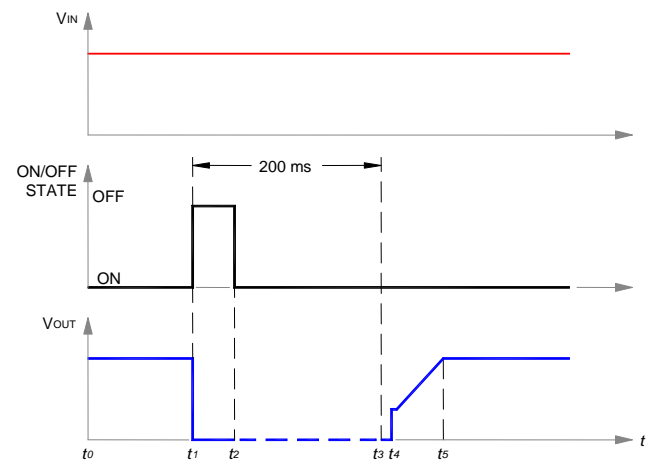 VIN
200 ms
ON/OFF
STATE
OFF
ON
VOUT
t
t0 t1 t2 t3 t4 t5